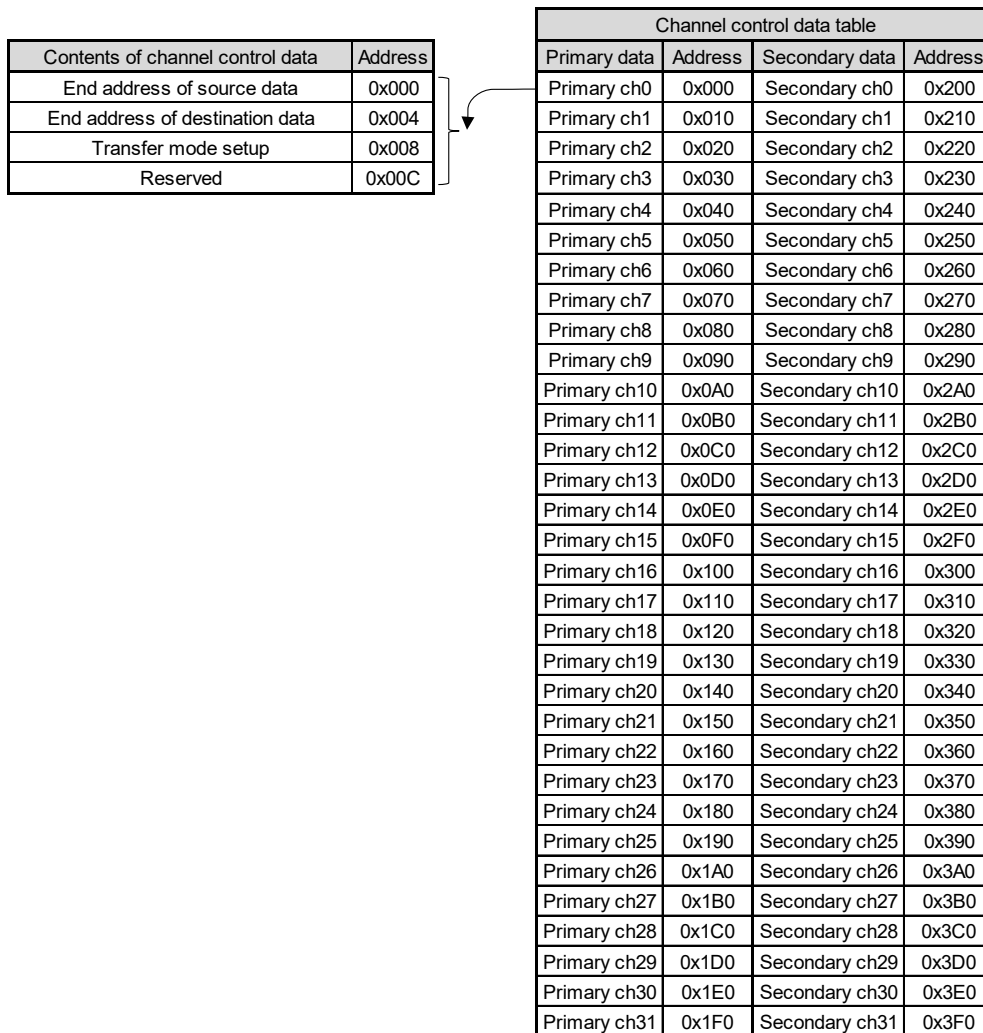 Contents of channel control data Address
End address of source data 0x000
End address of destination data 0x004
Transfer mode setup 0x008
Reserved 0x00C
Channel control data table
Primary data Address Secondary data Address
Primary ch0 0x000 Secondary ch0 0x200
Primary ch1 0x010 Secondary ch1 0x210
Primary ch2 0x020 Secondary ch2 0x220
Primary ch3 0x030 Secondary ch3 0x230
Primary ch4 0x040 Secondary ch4 0x240
Primary ch5 0x050 Secondary ch5 0x250
Primary ch6 0x060 Secondary ch6 0x260
Primary ch7 0x070 Secondary ch7 0x270
Primary ch8 0x080 Secondary ch8 0x280
Primary ch9 0x090 Secondary ch9 0x290
Primary ch10 0x0A0 Secondary ch10 0x2A0
Primary ch11 0x0B0 Secondary ch11 0x2B0
Primary ch12 0x0C0 Secondary ch12 0x2C0
Primary ch13 0x0D0 Secondary ch13 0x2D0
Primary ch14 0x0E0 Secondary ch14 0x2E0
Primary ch15 0x0F0 Secondary ch15 0x2F0
Primary ch16 0x100 Secondary ch16 0x300
Primary ch17 0x110 Secondary ch17 0x310
Primary ch18 0x120 Secondary ch18 0x320
Primary ch19 0x130 Secondary ch19 0x330
Primary ch20 0x140 Secondary ch20 0x340
Primary ch21 0x150 Secondary ch21 0x350
Primary ch22 0x160 Secondary ch22 0x360
Primary ch23 0x170 Secondary ch23 0x370
Primary ch24 0x180 Secondary ch24 0x380
Primary ch25 0x190 Secondary ch25 0x390
Primary ch26 0x1A0 Secondary ch26 0x3A0
Primary ch27 0x1B0 Secondary ch27 0x3B0
Primary ch28 0x1C0 Secondary ch28 0x3C0
Primary ch29 0x1D0 Secondary ch29 0x3D0
Primary ch30 0x1E0 Secondary ch30 0x3E0
Primary ch31 0x1F0 Secondary ch31 0x3F0